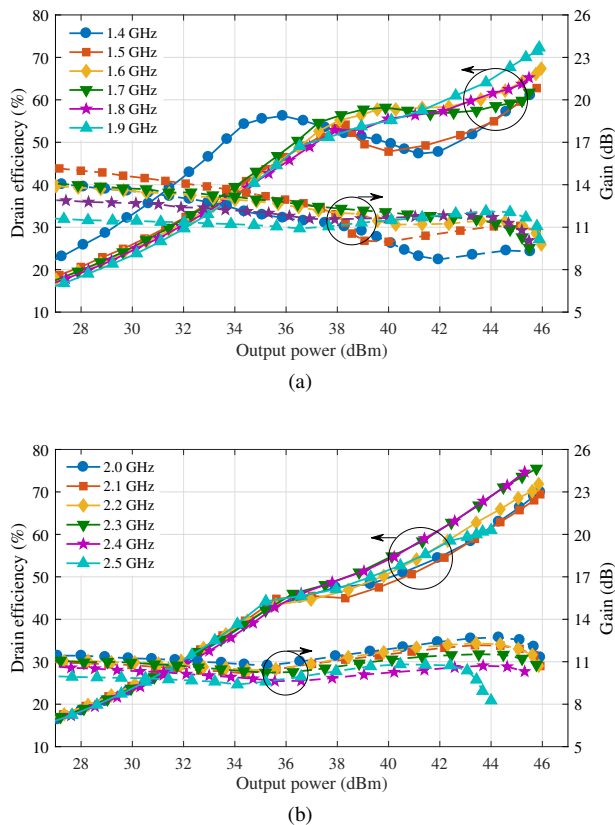 80
70
60
50
40
30
20
10
Drain efficiency (%)
1.4 GHz
1.5 GHz
1.6 GHz
1.7 GHz
1.8 GHz
1.9 GHz
26
23
20
17
14
11
8
5
Gain (dB)
28 30 32 34 36 38 40 42 44 46
Output power (dBm)
(a)
80
70
60
50
40
30
20
10
Drain efficiency (%)
2.0 GHz
2.1 GHz
2.2 GHz
2.3 GHz
2.4 GHz
2.5 GHz
26
23
20
17
14
11
8
5
Gain (dB)
28 30 32 34 36 38 40 42 44 46
Output power (dBm)
(b)